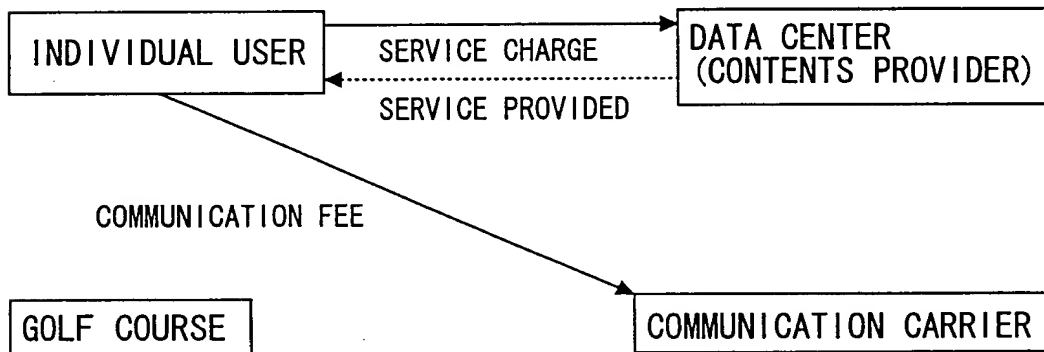 INDIVIDUAL USER
SERVICE CHARGE
DATA CENTER
(CONTENTS PROVIDER)
SERVICE PROVIDED
COMMUNICATION FEE
GOLF COURSE
COMMUNICATION CARRIER